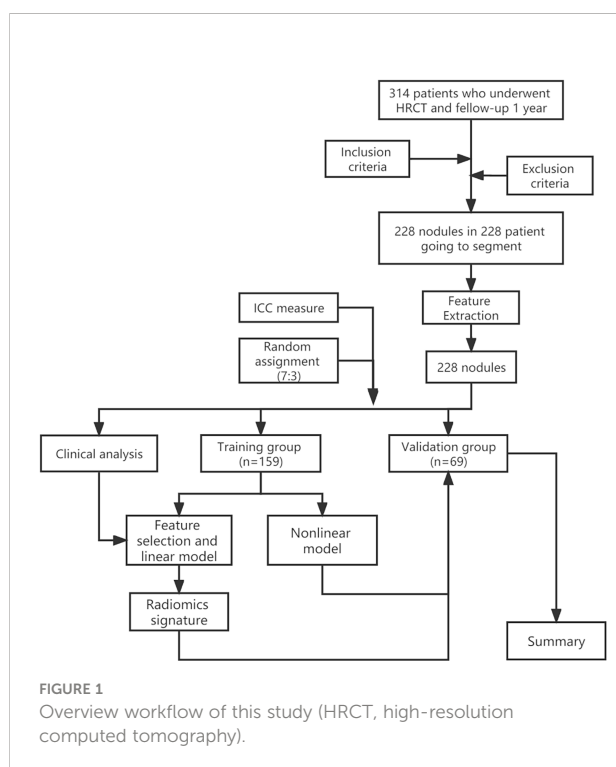 314 patients who underwent
HRCT and fellow-up 1 year
Inclusion
criteria
Exclusion
criteria
228 nodules in 228 patient
going to segment
Feature
Extraction
ICC measure
Random
assignment
(7:3)
228 nodules
Clinical analysis
Training group
(n=159)
Validation group
(n=69)
Feature
selection and
linear model
Nonlinear
model
Radiomics
signature
Summary
FIGURE 1
Overview workflow of this study (HRCT, high-resolution
computed tomography).